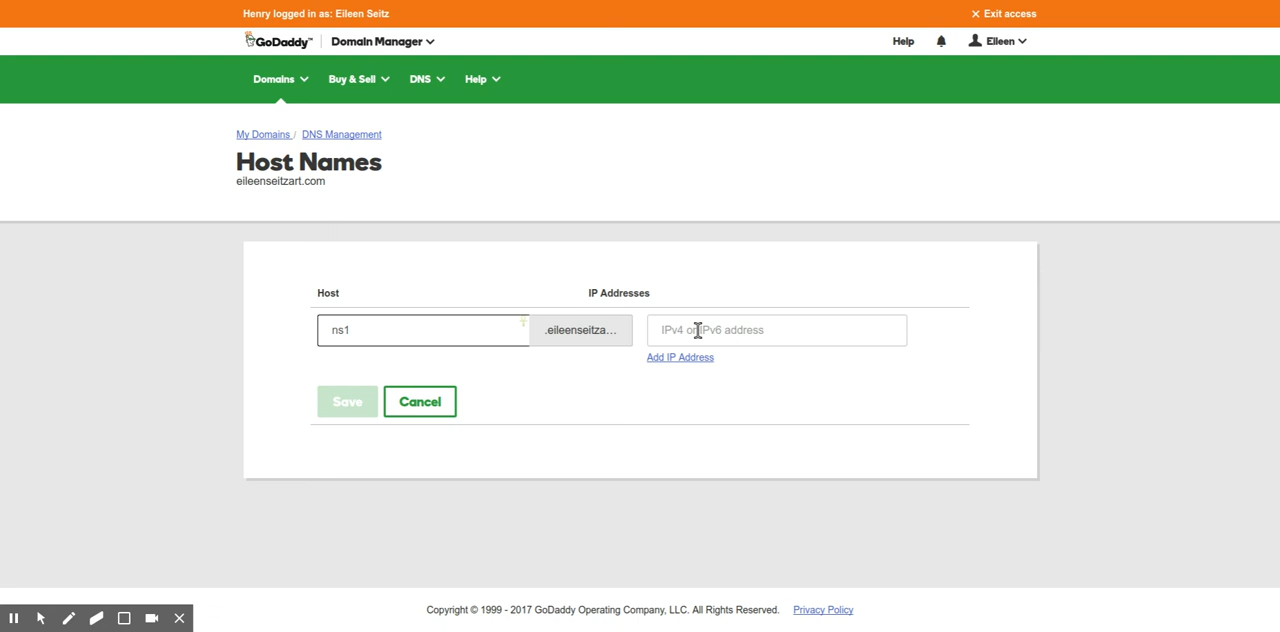 Henry logged in as: Eileen Seitz
× Exit access
GoDaddy™ Domain Manager
Help
Eileen
Domains Buy & Sell DNS Help
My Domains / DNS Management
Host Names
eileenseitzart.com
Host IP Addresses
ns1 .eileenseitza... IPv4 or IPv6 address
Add IP Address
Save Cancel
Copyright © 1999 - 2017 GoDaddy Operating Company, LLC. All Rights Reserved. Privacy Policy